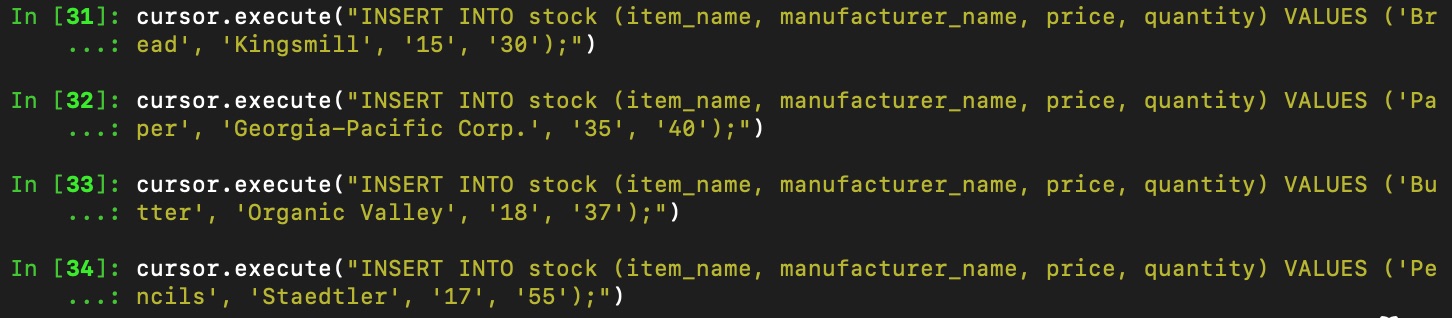 In [31]: cursor.execute("INSERT INTO stock (item_name, manufacturer_name, price, quantity) VALUES ('Br
...: ead', 'Kingsmill', '15', '30');")
In [32]: cursor.execute("INSERT INTO stock (item_name, manufacturer_name, price, quantity) VALUES ('Pa
...: per', 'Georgia-Pacific Corp.', '35', '40');")
In [33]: cursor.execute("INSERT INTO stock (item_name, manufacturer_name, price, quantity) VALUES ('Bu
...: tter', 'Organic Valley', '18', '37');")
In [34]: cursor.execute("INSERT INTO stock (item_name, manufacturer_name, price, quantity) VALUES ('Pe
...: ncils', 'Staedtler', '17', '55');")